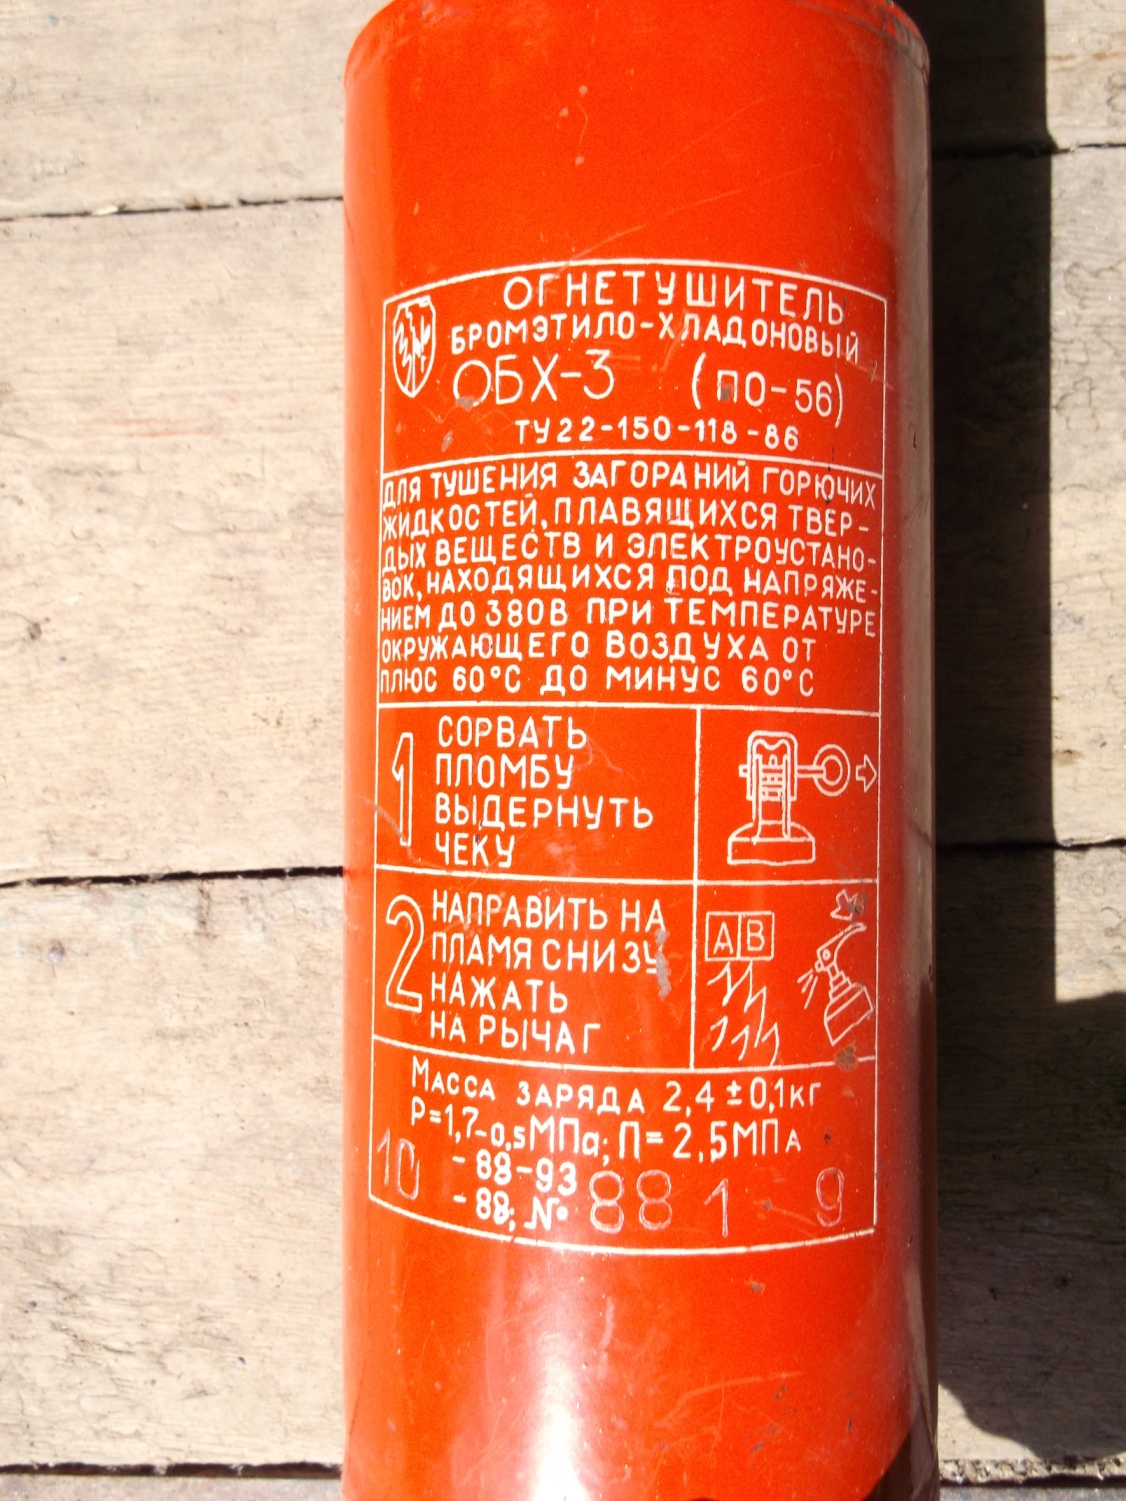 ОГНЕТУШИТЕЛЬ
БРОМЭТИЛО-ХЛАДОНОВЫЙ
ОБХ-3 (ПО-56)
ТУ22-150-118-86
ДЛЯ ТУШЕНИЯ ЗАГОРАНИЙ ГОРЮЧИХ
ЖИДКОСТЕЙ, ПЛАВЯЩИХСЯ ТВЕР-
ДЫХ ВЕЩЕСТВ И ЭЛЕКТРОУСТАНО-
ВОК, НАХОДЯЩИХСЯ ПОД НАПРЯЖЕ-
НИЕМ ДО 380В ПРИ ТЕМПЕРАТУРЕ
ОКРУЖАЮЩЕГО ВОЗДУХА ОТ
ПЛЮС 60°С ДО МИНУС 60°С
1 СОРВАТЬ
ПЛОМБУ
ВЫДЕРНУТЬ
ЧЕКУ
2 НАПРАВИТЬ НА
ПЛАМЯ СНИЗУ
НАЖАТЬ
НА РЫЧАГ
А В
Масса заряда 2,4±0,1кг
Р=1,7-0,5МПа; П=2,5МПа
10 -88-93
-88; № 88 1 9